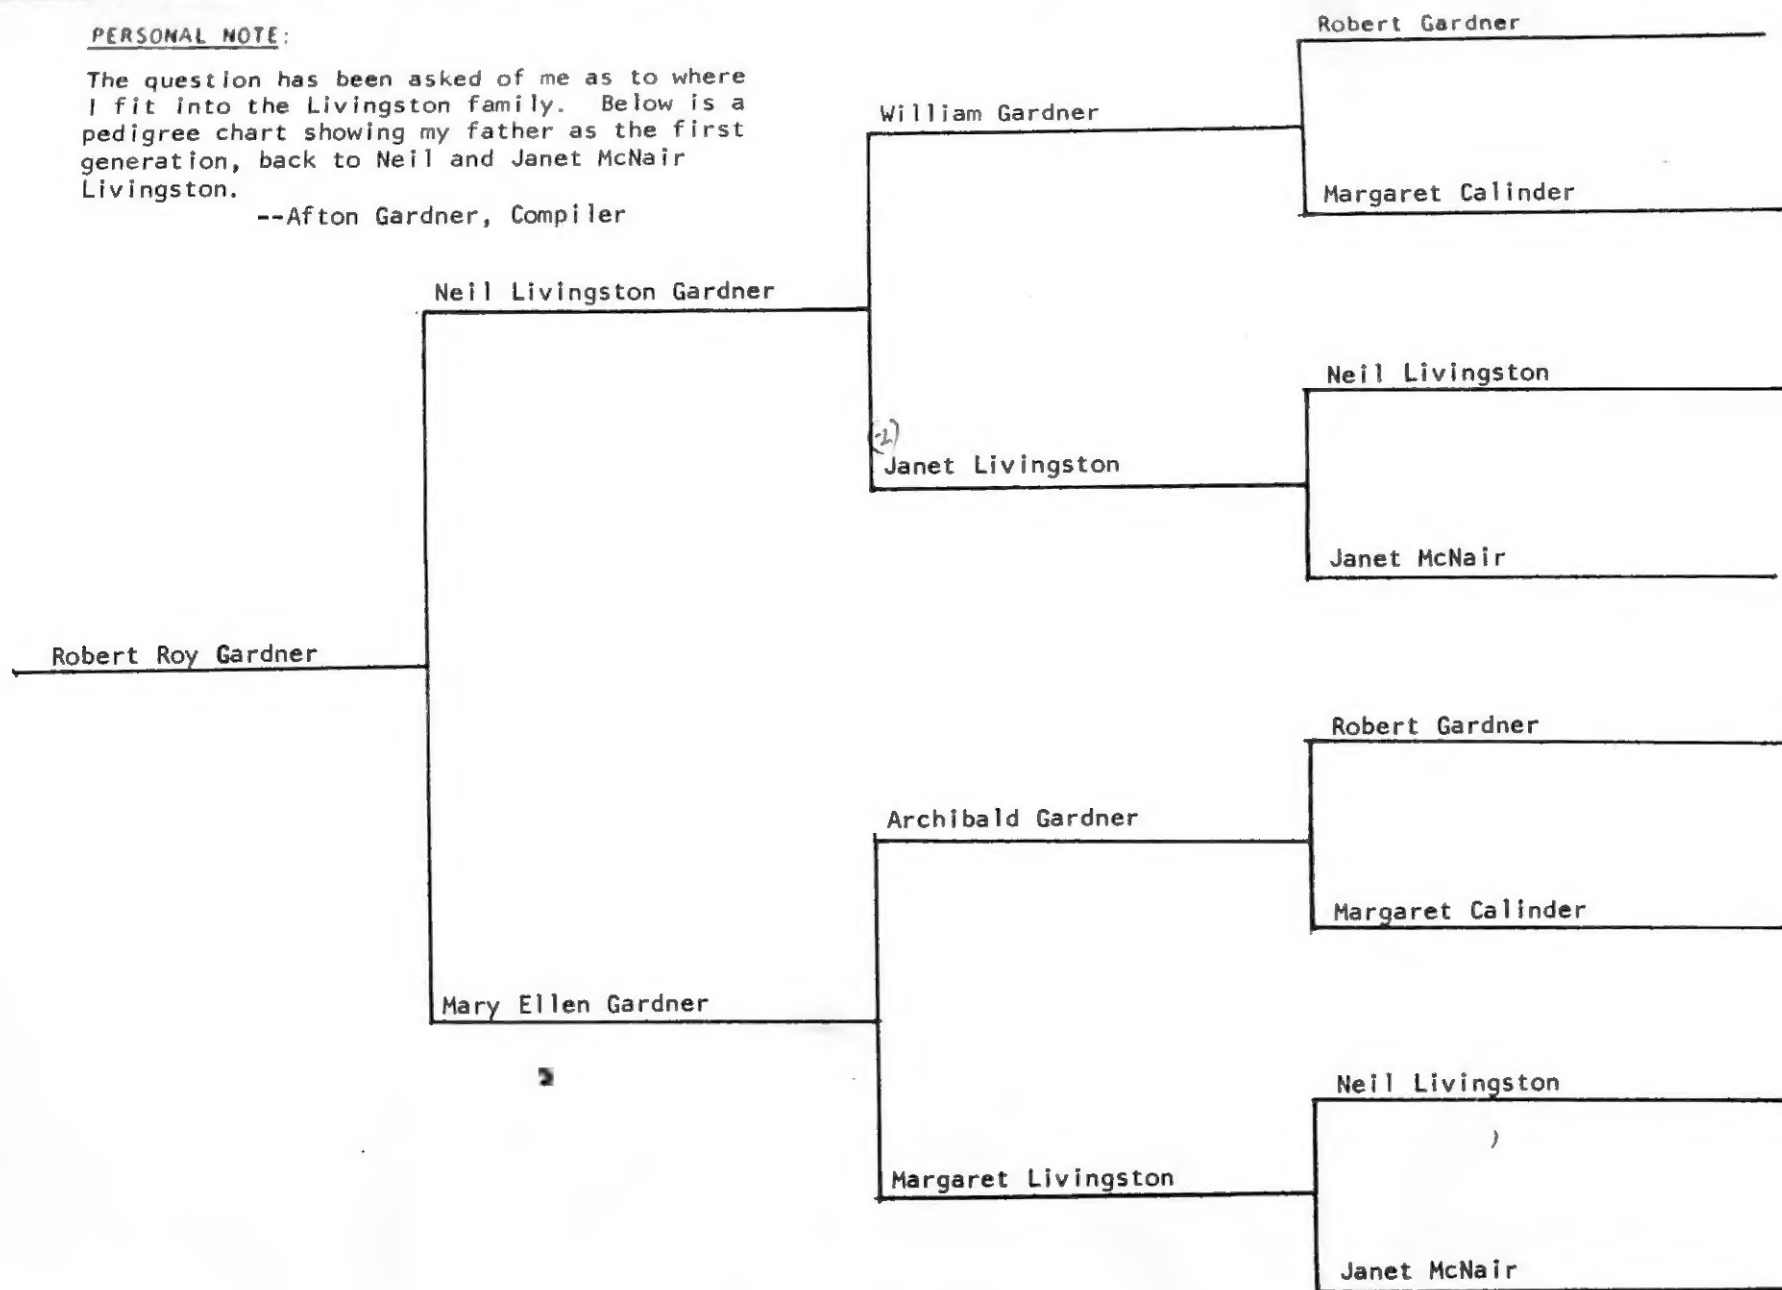 PERSONAL NOTE:
The question has been asked of me as to where
I fit into the Livingston family. Below is a
pedigree chart showing my father as the first
generation, back to Neil and Janet McNair
Livingston.
--Afton Gardner, Compiler
Robert Gardner
William Gardner
Margaret Calinder
Neil Livingston Gardner
Neil Livingston
Janet Livingston
Janet McNair
Robert Roy Gardner
Robert Gardner
Archibald Gardner
Margaret Calinder
Mary Ellen Gardner
Neil Livingston
Margaret Livingston
Janet McNair